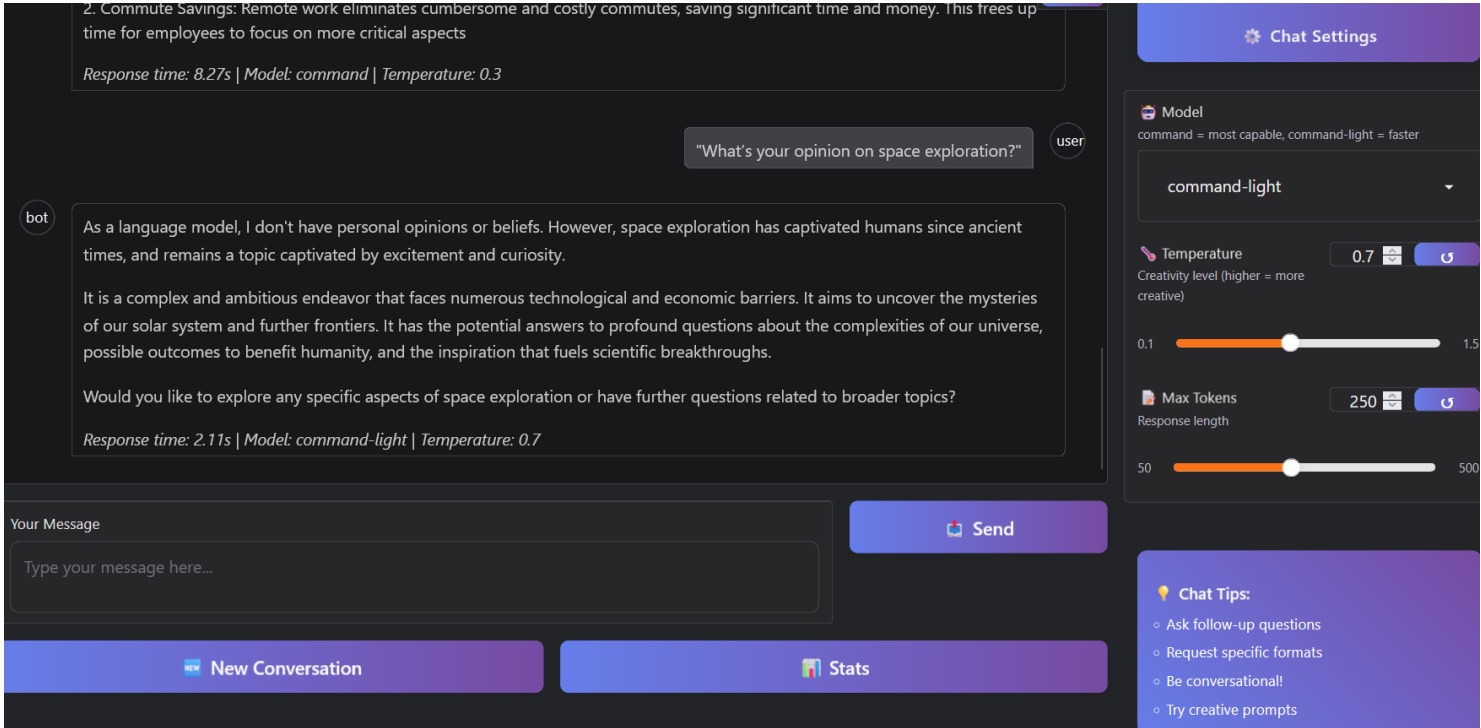 2. Commute Savings: Remote work eliminates cumbersome and costly commutes, saving significant time and money. This frees up
time for employees to focus on more critical aspects
Response time: 8.27s | Model: command | Temperature: 0.3
"What's your opinion on space exploration?"
user
bot
As a language model, I don't have personal opinions or beliefs. However, space exploration has captivated humans since ancient
times, and remains a topic captivated by excitement and curiosity.
It is a complex and ambitious endeavor that faces numerous technological and economic barriers. It aims to uncover the mysteries
of our solar system and further frontiers. It has the potential answers to profound questions about the complexities of our universe,
possible outcomes to benefit humanity, and the inspiration that fuels scientific breakthroughs.
Would you like to explore any specific aspects of space exploration or have further questions related to broader topics?
Response time: 2.11s | Model: command-light | Temperature: 0.7
Your Message
Type your message here...
Send
New Conversation
Stats
Chat Settings
Model
command = most capable, command-light = faster
command-light
Temperature
0.7
Creativity level (higher = more
creative)
0.1
1.5
Max Tokens
250
Response length
50
500
Chat Tips:
Ask follow-up questions
Request specific formats
Be conversational!
Try creative prompts